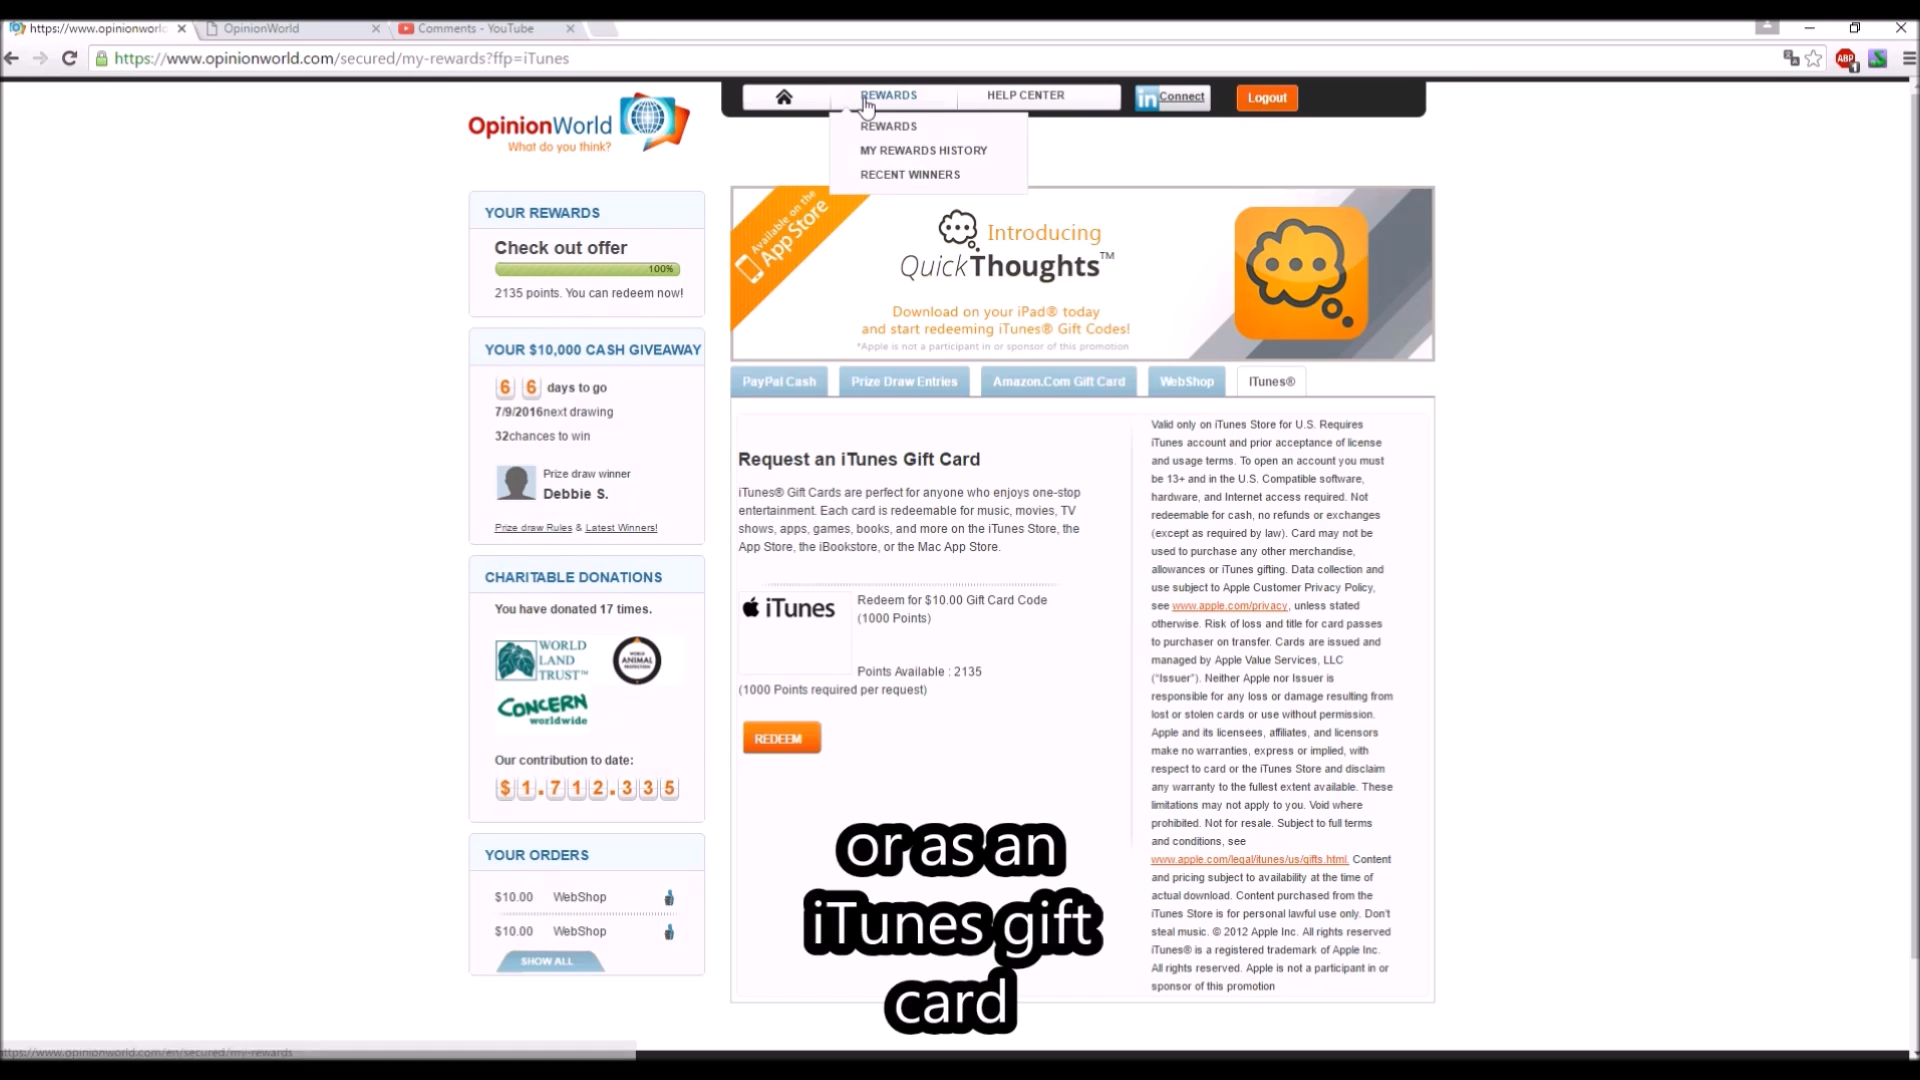 https://www.opinionworld
OpinionWorld
Comments - YouTube
https://www.opinionworld.com/secured/my-rewards?ffp=iTunes
ABP
1
OpinionWorld
What do you think?
REWARDS
HELP CENTER
in Connect
Logout
REWARDS
MY REWARDS HISTORY
RECENT WINNERS
YOUR REWARDS
Check out offer
100%
2135 points. You can redeem now!
YOUR $10,000 CASH GIVEAWAY
6 6 days to go
7/9/2016next drawing
32chances to win
Prize draw winner
Debbie S.
Prize draw Rules & Latest Winners!
CHARITABLE DONATIONS
You have donated 17 times.
WORLD
LAND
TRUST™
WORLD
ANIMAL
PROTECTION
CONCERN
worldwide
Our contribution to date:
$1.712.335
YOUR ORDERS
$10.00 WebShop
$10.00 WebShop
SHOW ALL
Available on the
App Store
Introducing
QuickThoughts™
Download on your iPad® today
and start redeeming iTunes® Gift Codes!
*Apple is not a participant in or sponsor of this promotion
PayPal Cash
Prize Draw Entries
Amazon.Com Gift Card
WebShop
ITunes®
Request an iTunes Gift Card
iTunes® Gift Cards are perfect for anyone who enjoys one-stop
entertainment. Each card is redeemable for music, movies, TV
shows, apps, games, books, and more on the iTunes Store, the
App Store, the iBookstore, or the Mac App Store.
iTunes
Redeem for $10.00 Gift Card Code
(1000 Points)
Points Available : 2135
(1000 Points required per request)
REDEEM
Valid only on iTunes Store for U.S. Requires
iTunes account and prior acceptance of license
and usage terms. To open an account you must
be 13+ and in the U.S. Compatible software,
hardware, and Internet access required. Not
redeemable for cash, no refunds or exchanges
(except as required by law). Card may not be
used to purchase any other merchandise,
allowances or iTunes gifting. Data collection and
use subject to Apple Customer Privacy Policy,
see www.apple.com/privacy, unless stated
otherwise. Risk of loss and title for card passes
to purchaser on transfer. Cards are issued and
managed by Apple Value Services, LLC
(“Issuer”). Neither Apple nor Issuer is
responsible for any loss or damage resulting from
lost or stolen cards or use without permission.
Apple and its licensees, affiliates, and licensors
make no warranties, express or implied, with
respect to card or the iTunes Store and disclaim
any warranty to the fullest extent available. These
limitations may not apply to you. Void where
prohibited. Not for resale. Subject to full terms
and conditions, see
www.apple.com/legal/itunes/us/gifts.html. Content
and pricing subject to availability at the time of
actual download. Content purchased from the
iTunes Store is for personal lawful use only. Don't
steal music. © 2012 Apple Inc. All rights reserved
iTunes® is a registered trademark of Apple Inc.
All rights reserved. Apple is not a participant in or
sponsor of this promotion
or as an
iTunes gift
card
https://www.opinionworld.com/en/secured/my-rewards